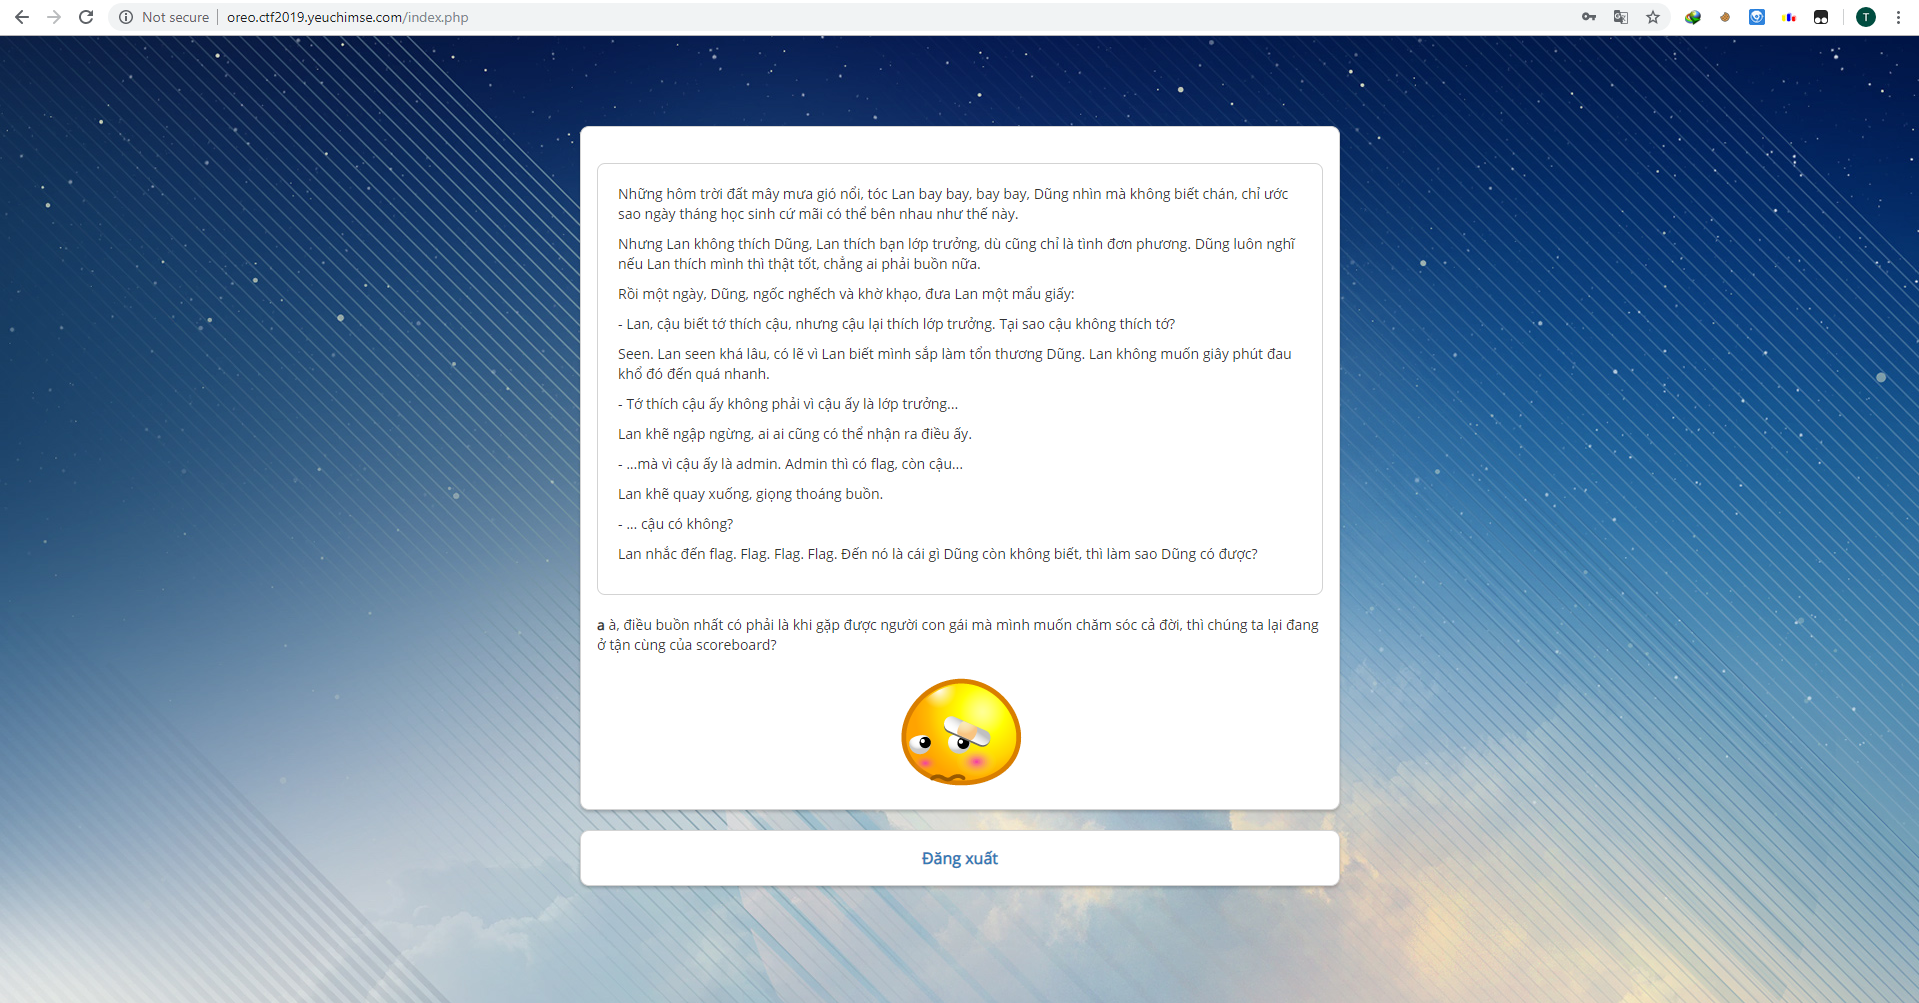 Not secure
oreo.ctf2019.yeuchimse.com/index.php
T
Những hôm trời đất mây mưa gió nổi, tóc Lan bay bay, bay bay, Dũng nhìn mà không biết chán, chỉ ước
sao ngày tháng học sinh cứ mãi có thể bên nhau như thế này.
Nhưng Lan không thích Dũng, Lan thích bạn lớp trưởng, dù cũng chỉ là tình đơn phương. Dũng luôn nghĩ
nếu Lan thích mình thì thật tốt, chẳng ai phải buồn nữa.
Rồi một ngày, Dũng, ngốc nghếch và khờ khạo, đưa Lan một mẩu giấy:
- Lan, cậu biết tớ thích cậu, nhưng cậu lại thích lớp trưởng. Tại sao cậu không thích tớ?
Seen. Lan seen khá lâu, có lẽ vì Lan biết mình sắp làm tổn thương Dũng. Lan không muốn giây phút đau
khổ đó đến quá nhanh.
- Tớ thích cậu ấy không phải vì cậu ấy là lớp trưởng...
Lan khẽ ngập ngừng, ai ai cũng có thể nhận ra điều ấy.
- ...mà vì cậu ấy là admin. Admin thì có flag, còn cậu...
Lan khẽ quay xuống, giọng thoáng buồn.
- ... cậu có không?
Lan nhắc đến flag. Flag. Flag. Flag. Đến nó là cái gì Dũng còn không biết, thì làm sao Dũng có được?
a à, điều buồn nhất có phải là khi gặp được người con gái mà mình muốn chăm sóc cả đời, thì chúng ta lại đang
ở tận cùng của scoreboard?
Đăng xuất